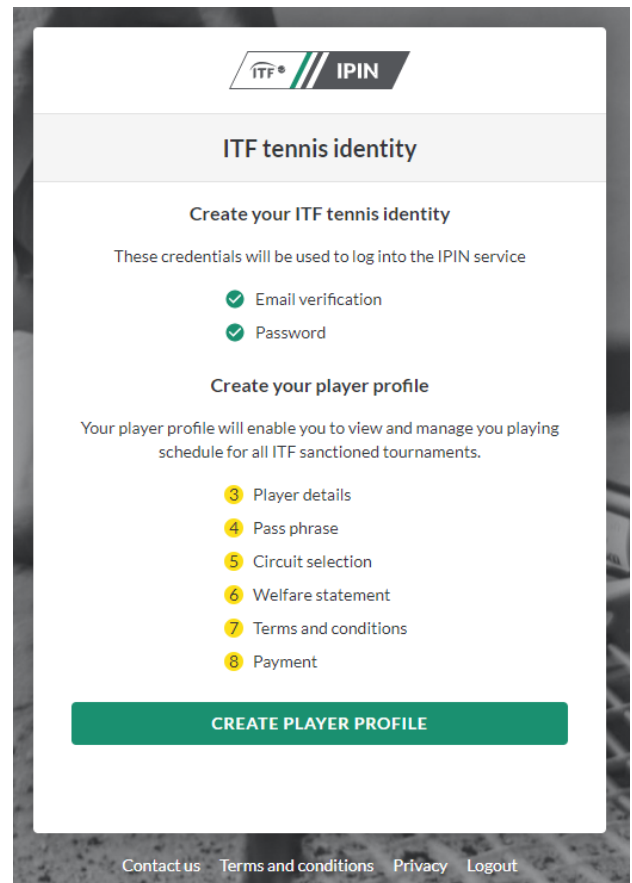 ITF IPIN
ITF tennis identity
Create your ITF tennis identity
These credentials will be used to log into the IPIN service
Email verification
Password
Create your player profile
Your player profile will enable you to view and manage you playing
schedule for all ITF sanctioned tournaments.
3 Player details
4 Pass phrase
5 Circuit selection
6 Welfare statement
7 Terms and conditions
8 Payment
CREATE PLAYER PROFILE
Contact us Terms and conditions Privacy Logout